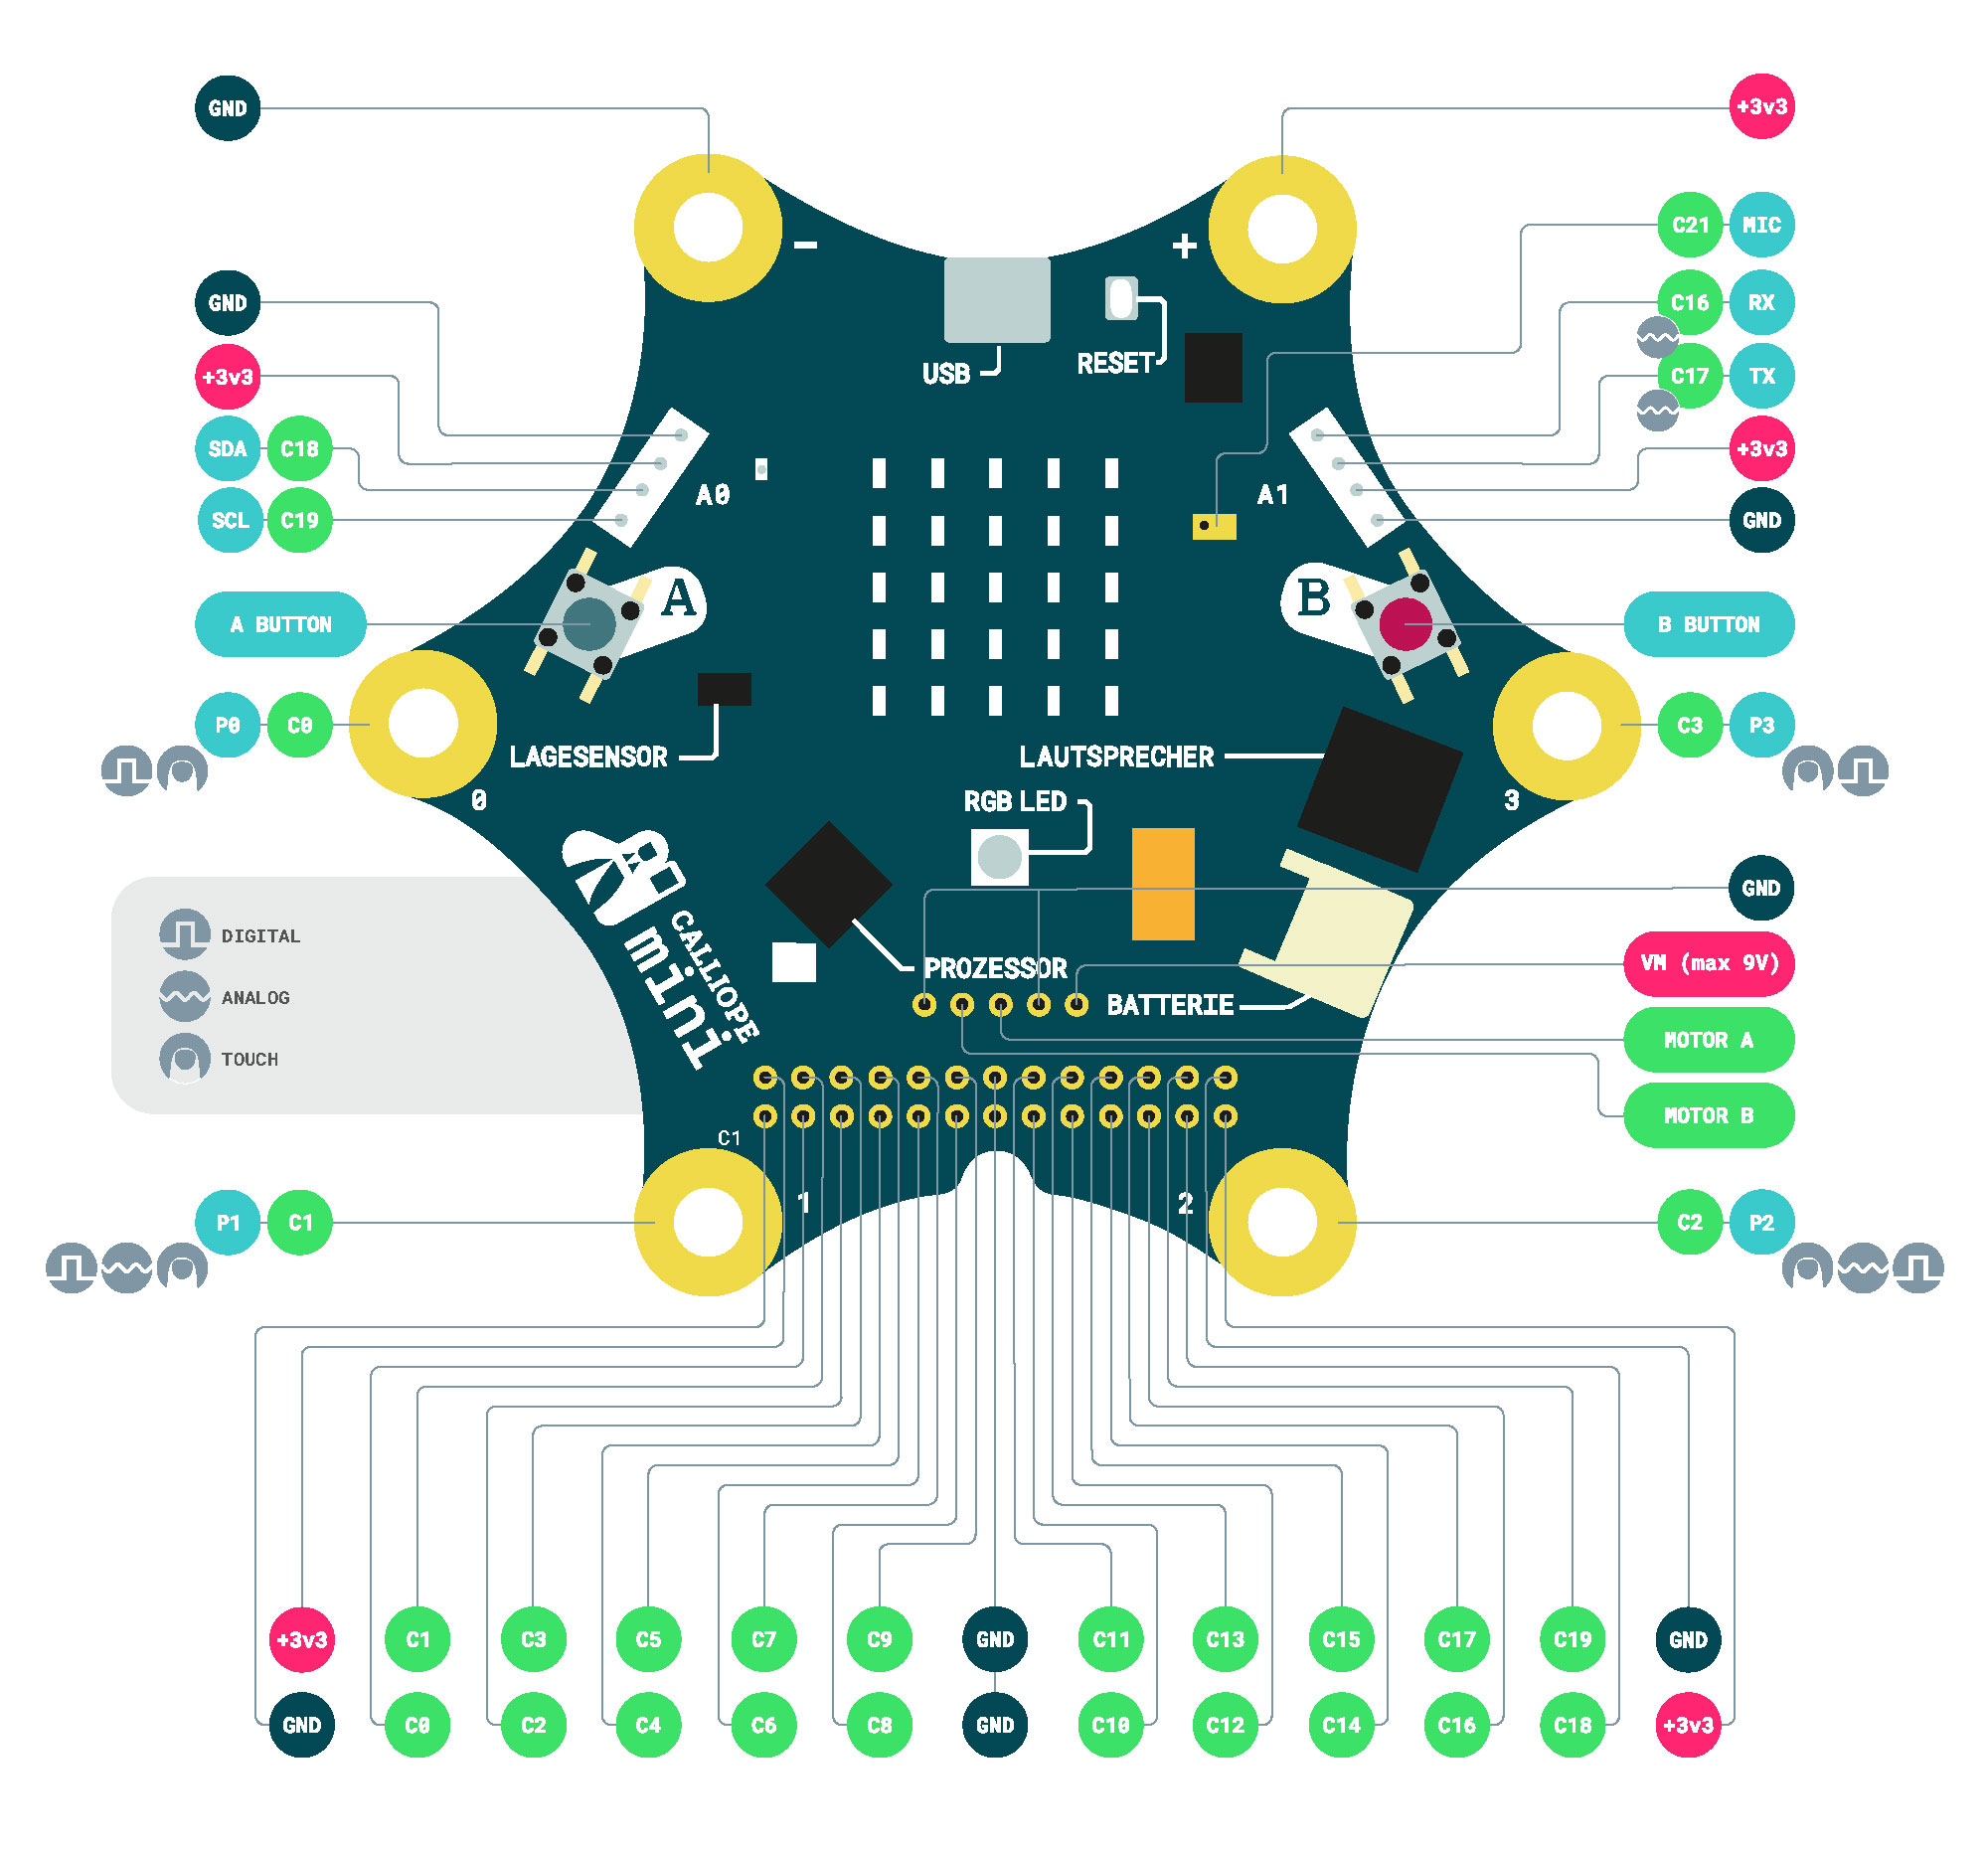 GND
+3v3
C21 MIC
GND
C16 RX
+3v3
C17 TX
SDA C18
+3v3
SCL C19
GND
- +
USB
RESET
A0
A1
A
B
A BUTTON
B BUTTON
P0 C0
C3 P3
LAGESENSOR
LAUTSPRECHER
0
RGB LED
3
GND
DIGITAL
ANALOG
TOUCH
CALLIOPE
mini
PROZESSOR
BATTERIE
VM (max 9V)
MOTOR A
MOTOR B
C1
1
2
P1 C1
C2 P2
+3v3 C1 C3 C5 C7 C9 GND C11 C13 C15 C17 C19 GND
GND C0 C2 C4 C6 C8 GND C10 C12 C14 C16 C18 +3v3